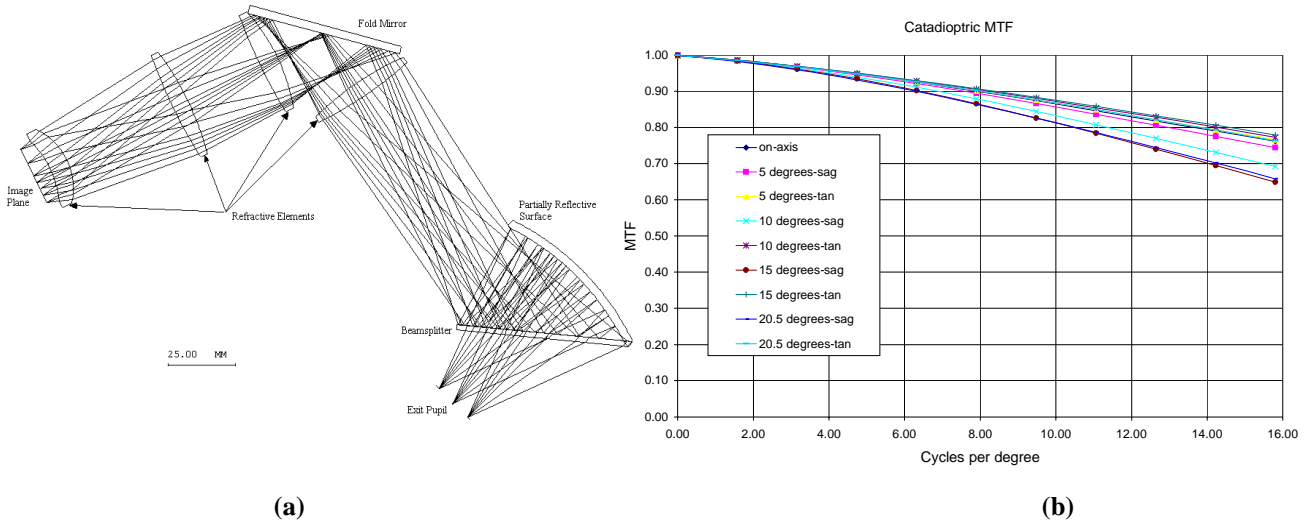 Fold Mirror
Image
Plane
Refractive Elements
Partially Reflective
Surface
Beamsplitter
25.00 MM
Exit Pupil
(a)
Catadioptric MTF
1.00
0.90
0.80
0.70
0.60
0.50
0.40
0.30
0.20
0.10
0.00
MTF
on-axis
5 degrees-sag
5 degrees-tan
10 degrees-sag
10 degrees-tan
15 degrees-sag
15 degrees-tan
20.5 degrees-sag
20.5 degrees-tan
0.00 2.00 4.00 6.00 8.00 10.00 12.00 14.00 16.00
Cycles per degree
(b)